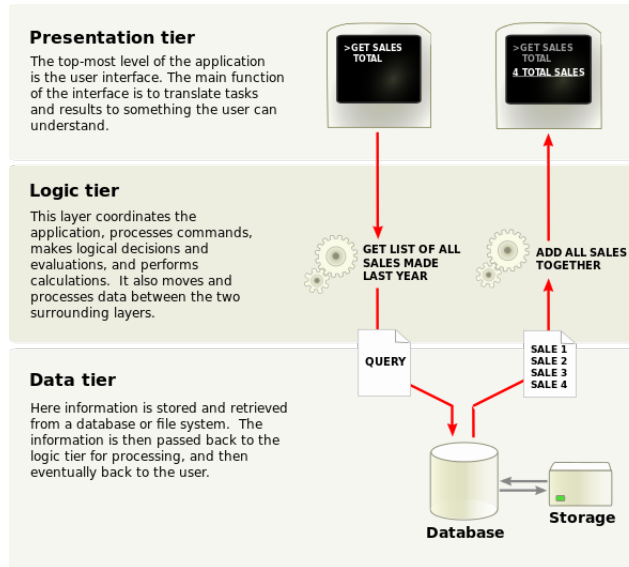 Presentation tier
The top-most level of the application
is the user interface. The main function
of the interface is to translate tasks
and results to something the user can
understand.
>GET SALES
TOTAL
>GET SALES
TOTAL
4 TOTAL SALES
Logic tier
This layer coordinates the
application, processes commands,
makes logical decisions and
evaluations, and performs
calculations.  It also moves and
processes data between the two
surrounding layers.
GET LIST OF ALL
SALES MADE
LAST YEAR
ADD ALL SALES
TOGETHER
QUERY
SALE 1
SALE 2
SALE 3
SALE 4
Data tier
Here information is stored and retrieved
from a database or file system.  The
information is then passed back to the
logic tier for processing, and then
eventually back to the user.
Database
Storage